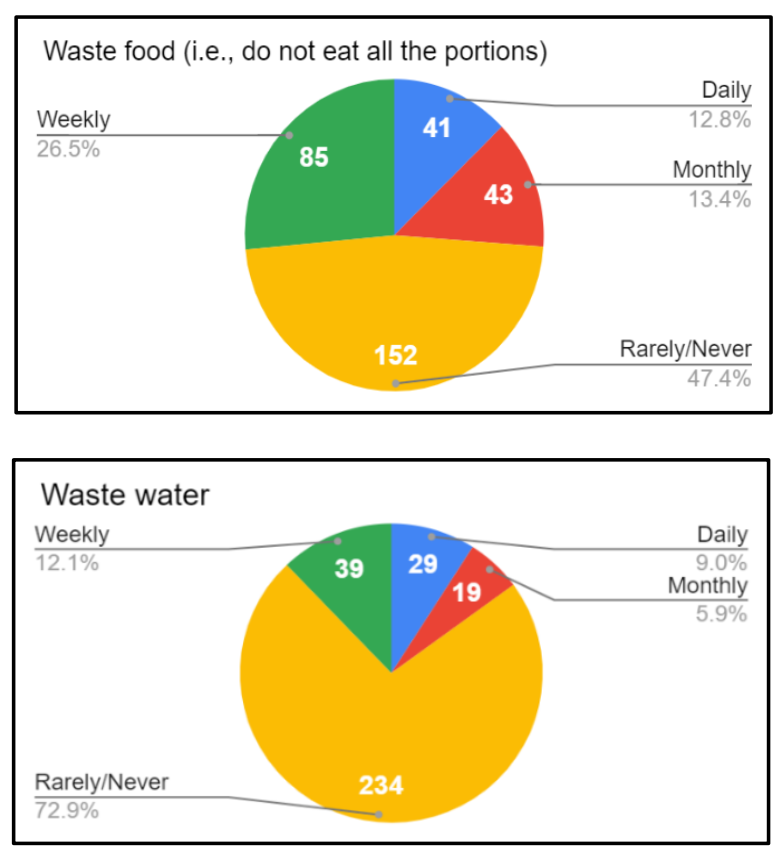 Waste food (i.e., do not eat all the portions)
Daily
12.8%
Weekly
26.5%
41
85
Monthly
13.4%
43
Rarely/Never
47.4%
152
Waste water
Weekly
12.1%
Daily
9.0%
39
29
Monthly
5.9%
19
Rarely/Never
72.9%
234